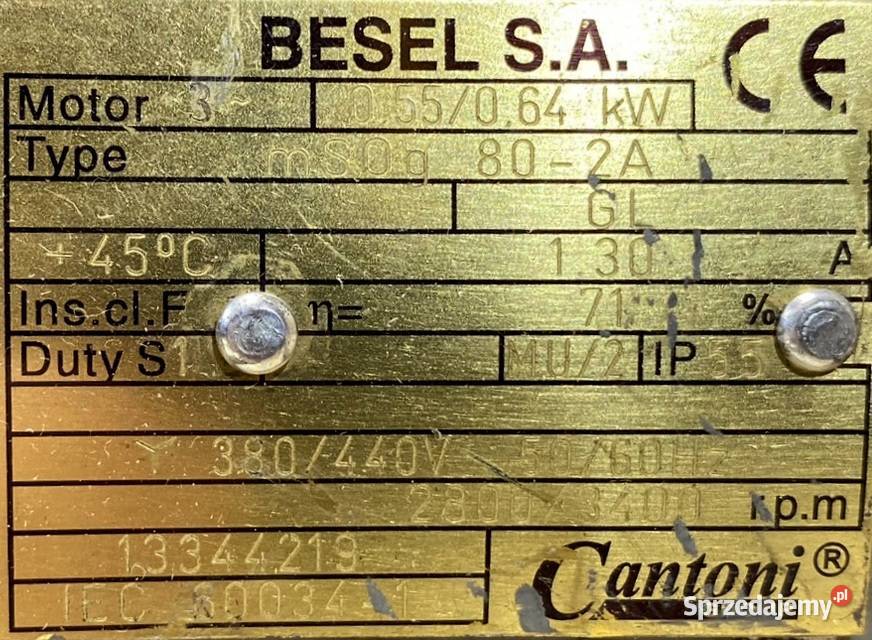 BESEL S.A. CE
Motor 3~ 0.55/0.64 kW
Type mSOg 80-2A
GL
+45ºC 1.30 A
Ins.cl.F η= 71 %
Duty S1 MU/2 IP 55
Y 380/440V 50/60Hz
2800/3400 r.p.m
13344219
IEC 60034-1
Cantoni®
Sprzedajemy.pl